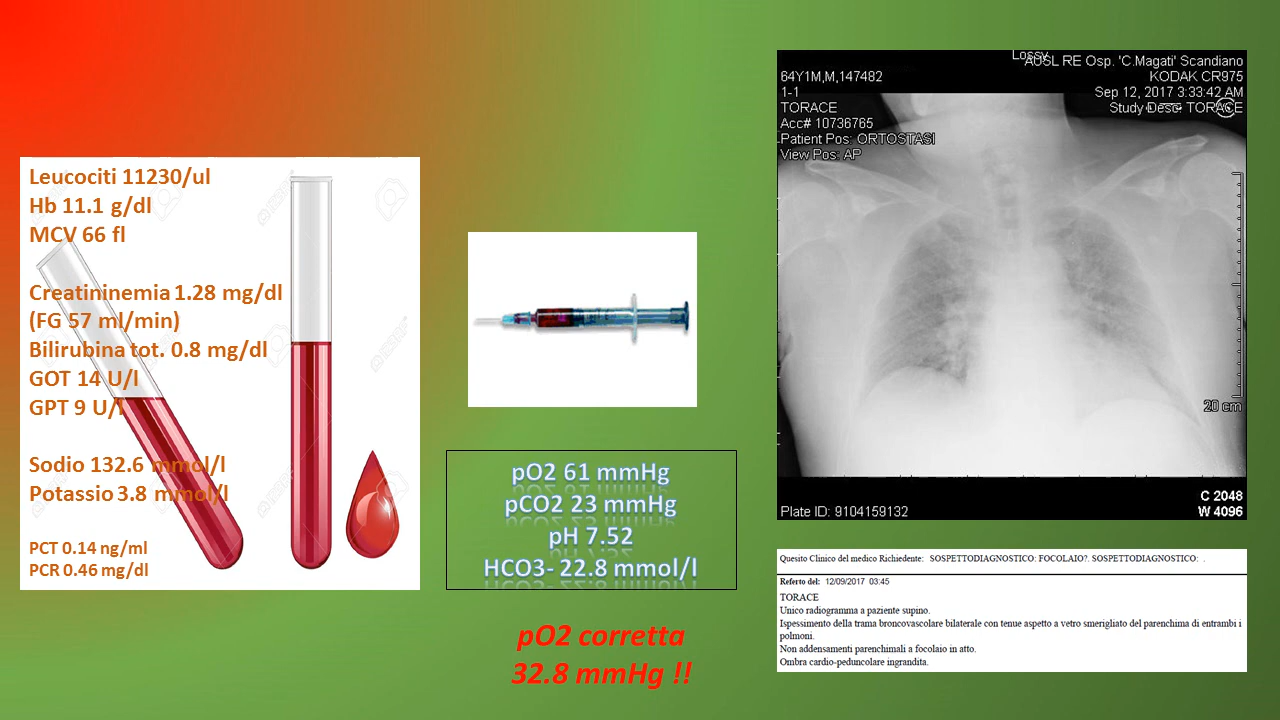 Leucociti 11230/ul
Hb 11.1 g/dl
MCV 66 fl
Creatininemia 1.28 mg/dl
(FG 57 ml/min)
Bilirubina tot. 0.8 mg/dl
GOT 14 U/l
GPT 9 U/l
Sodio 132.6 mmol/l
Potassio 3.8 mmol/l
PCT 0.14 ng/ml
PCR 0.46 mg/dl
pO2 61 mmHg
pCO2 23 mmHg
pH 7.52
HCO3- 22.8 mmol/l
pO2 corretta
32.8 mmHg !!
Lossy
AUSL RE Osp. 'C.Magati' Scandiano
64Y1M,M,147482
KODAK CR975
1-1
Sep 12, 2017 3:33:42 AM
TORACE
Study Descr TORACE
Acc# 10736765
Patient Pos: ORTOSTASI
View Pos: AP
20 cm
C 2048
Plate ID: 9104159132
W 4096
Quesito Clinico del medico Richiedente: SOSPETTODIAGNOSTICO: FOCOLAIO?. SOSPETTODIAGNOSTICO: .
Referto del: 12/09/2017 03:45
TORACE
Unico radiogramma a paziente supino.
Ispessimento della trama broncovascolare bilaterale con tenue aspetto a vetro smerigliato del parenchima di entrambi i
polmoni.
Non addensamenti parenchimali a focolaio in atto.
Ombra cardio-peduncolare ingrandita.